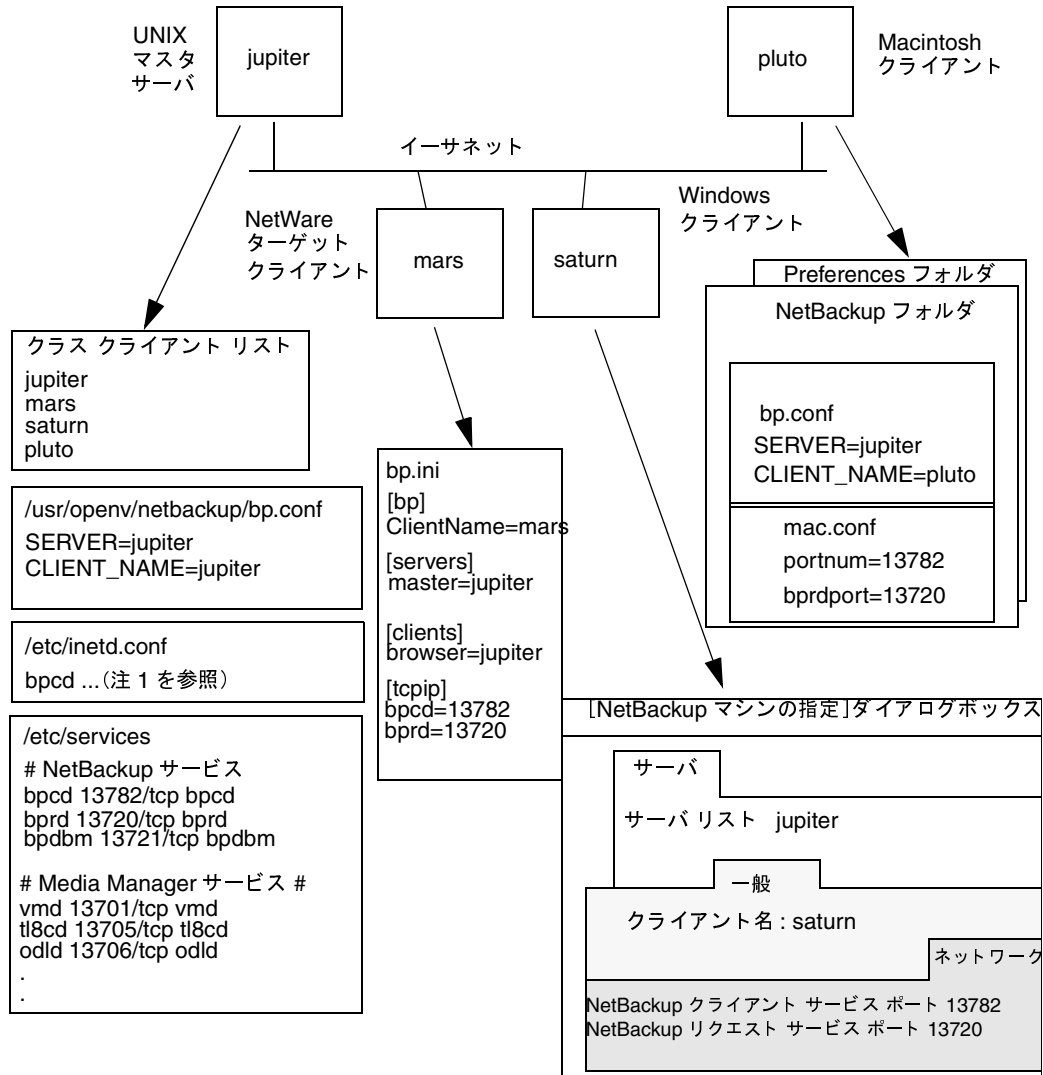 UNIX
マスタ
サーバ
jupiter
pluto
Macintosh
クライアント
イーサネット
NetWare
ターゲット
クライアント
mars
saturn
Windows
クライアント
Preferences フォルダ
NetBackup フォルダ
bp.conf
SERVER=jupiter
CLIENT_NAME=pluto
mac.conf
portnum=13782
bprdport=13720
クラス クライアント リスト
jupiter
mars
saturn
pluto
/usr/openv/netbackup/bp.conf
SERVER=jupiter
CLIENT_NAME=jupiter
/etc/inetd.conf
bpcd ...（注 1 を参照）
/etc/services
# NetBackup サービス
bpcd 13782/tcp bpcd
bprd 13720/tcp bprd
bpdbm 13721/tcp bpdbm
# Media Manager サービス #
vmd 13701/tcp vmd
tl8cd 13705/tcp tl8cd
odld 13706/tcp odld
.
.
bp.ini
[bp]
ClientName=mars
[servers]
master=jupiter
[clients]
browser=jupiter
[tcpip]
bpcd=13782
bprd=13720
［NetBackup マシンの指定］ダイアログボックス
サーバ
サーバ リスト jupiter
一般
クライアント名 : saturn
ネットワーク
NetBackup クライアント サービス ポート 13782
NetBackup リクエスト サービス ポート 13720